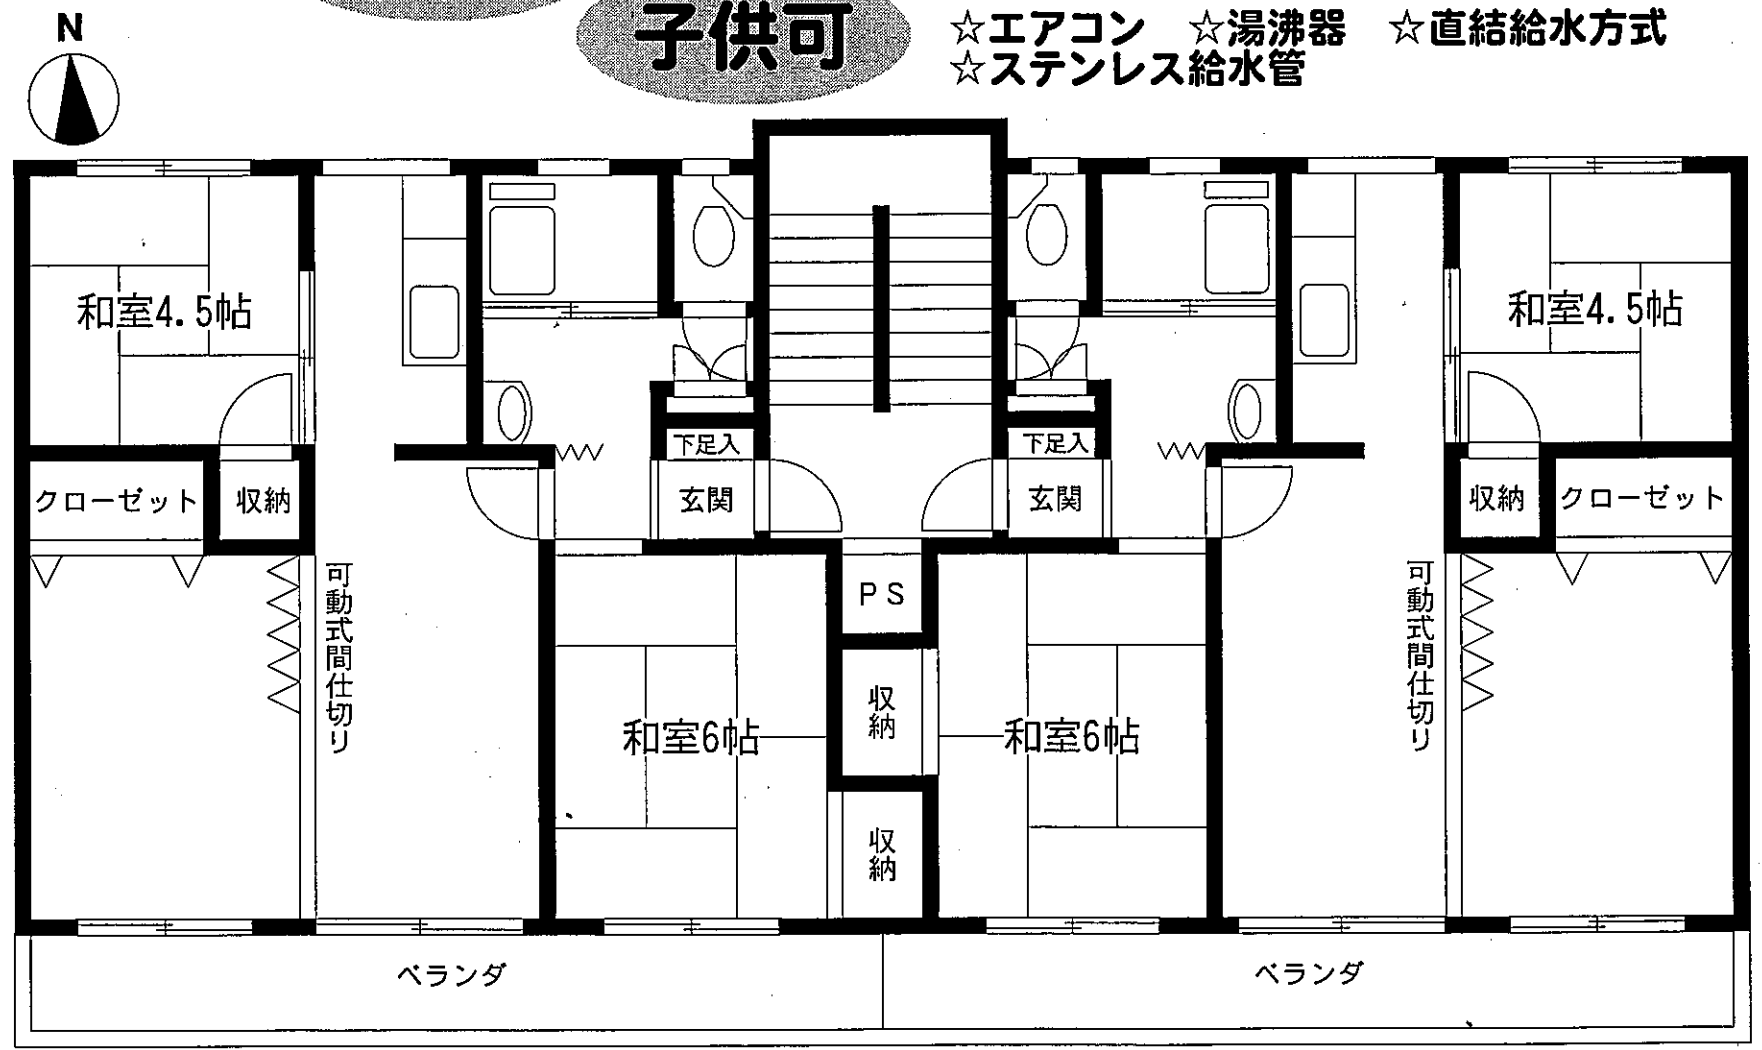 N
子供可
☆エアコン ☆湯沸器 ☆直結給水方式
☆ステンレス給水管
和室4.5帖
和室4.5帖
下足入
下足入
クローゼット
収納
玄関
玄関
収納
クローゼット
可動式間仕切り
PS
可動式間仕切り
収納
和室6帖
和室6帖
収納
ベランダ
ベランダ